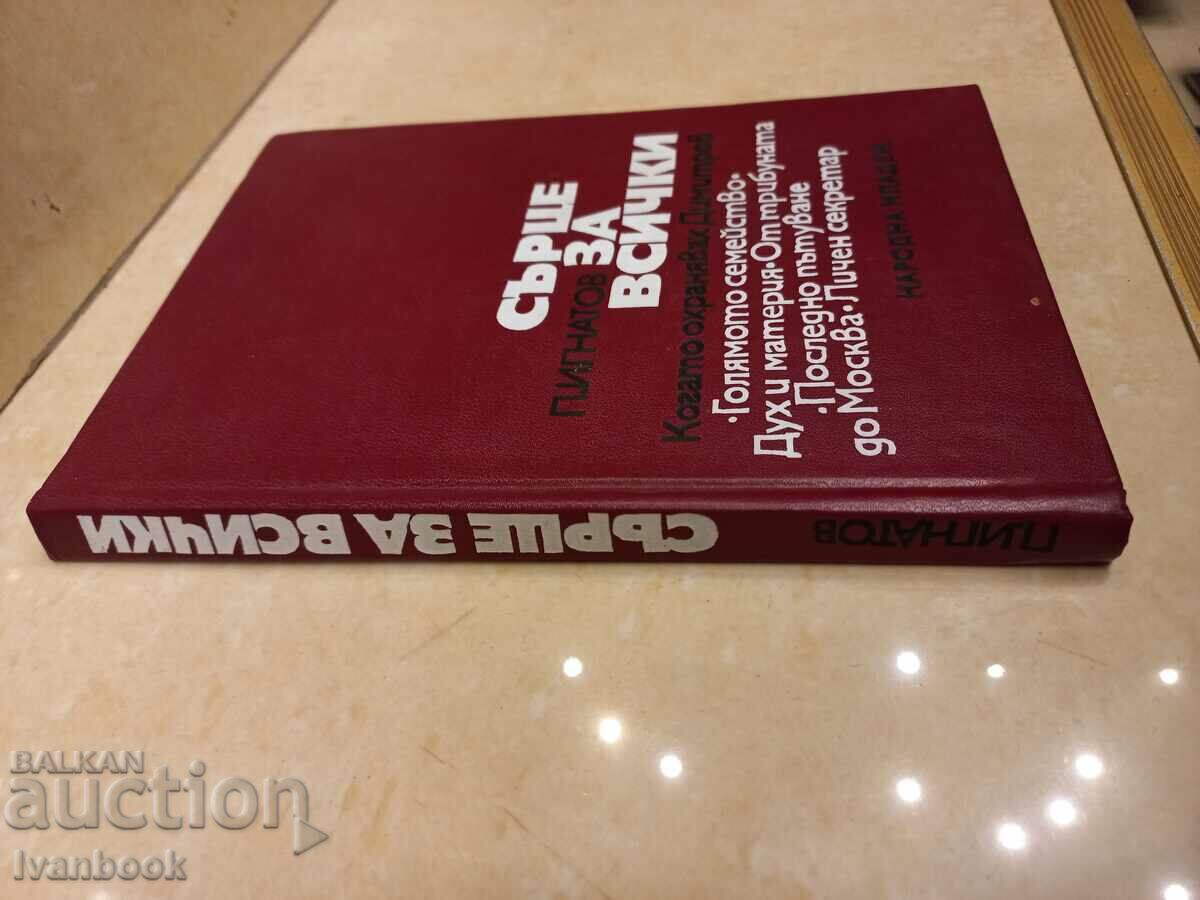 СЪРЦЕ
ЗА
П.ИГНАТОВ
ВСИЧКИ
Когато охранявах Димитров
·Голямото семейство·
Дух и материя·От трибуната
·Последно пътуване
до Москва·Личен секретар
НАРОДНА МЛАДЕЖ
П.ИГНАТОВ
СЪРЦЕ ЗА ВСИЧКИ
BALKAN
auction
Ivanbook